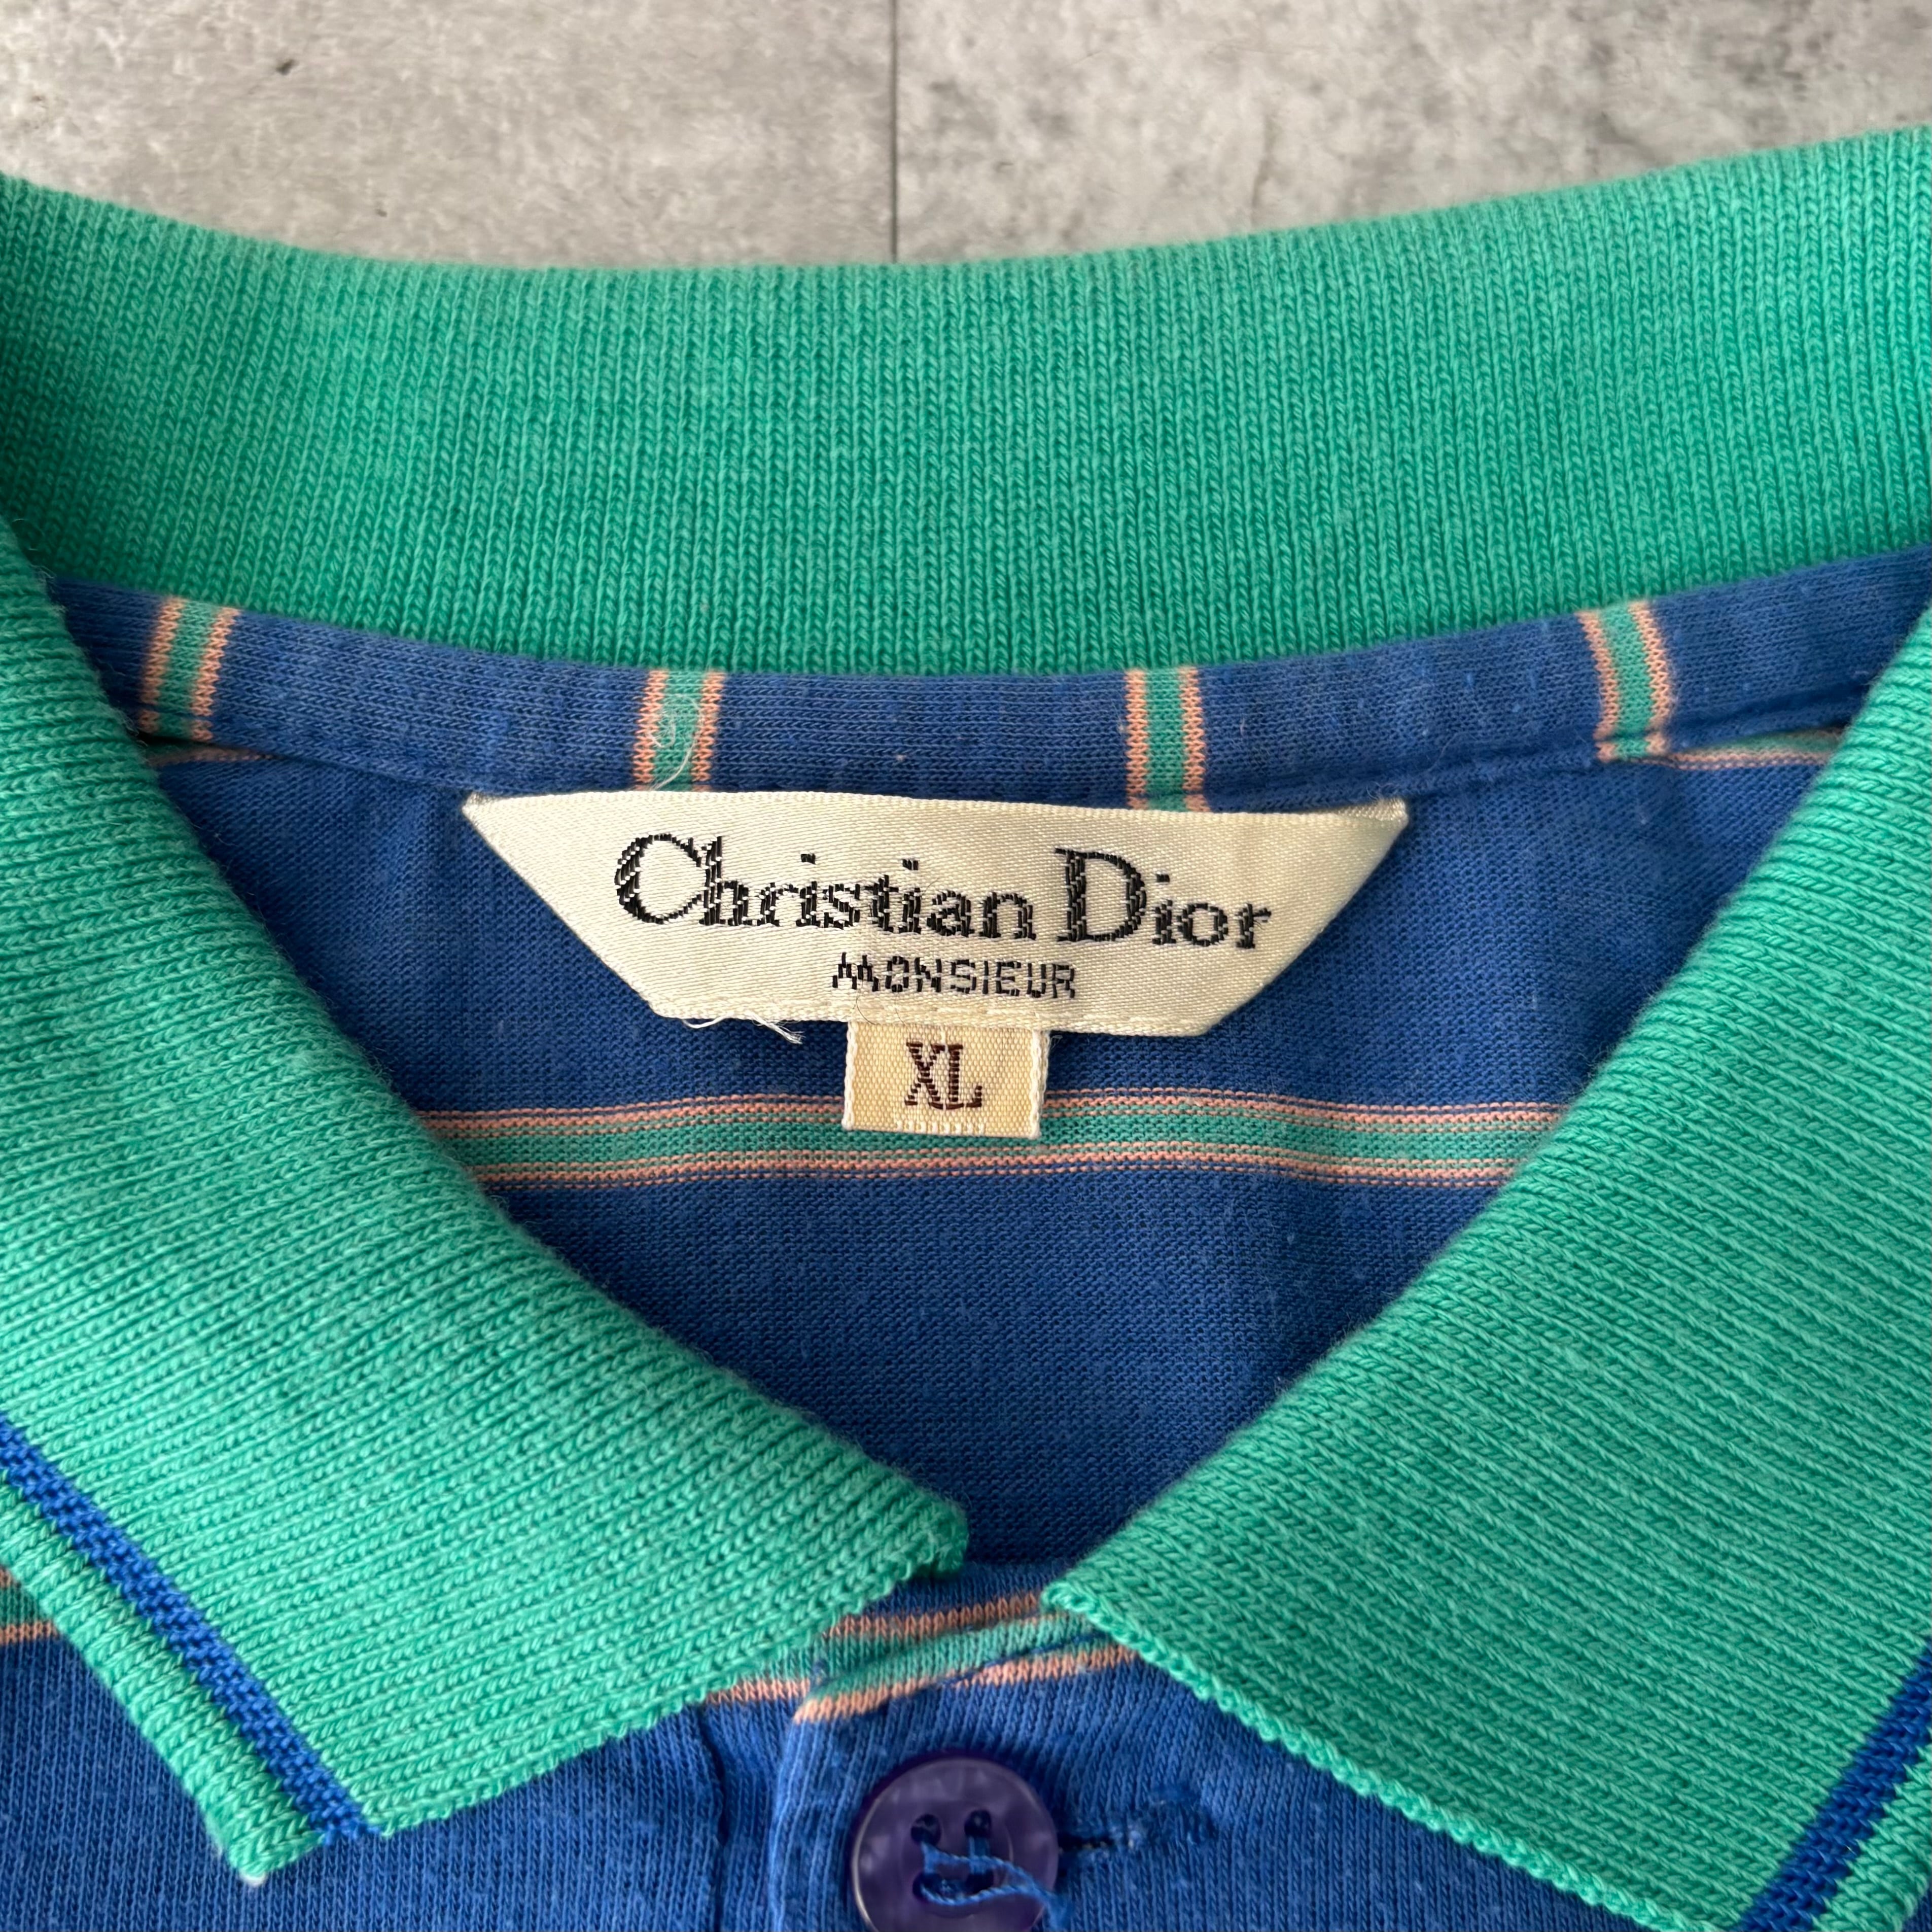 Christian Dior
MONSIEUR
XL